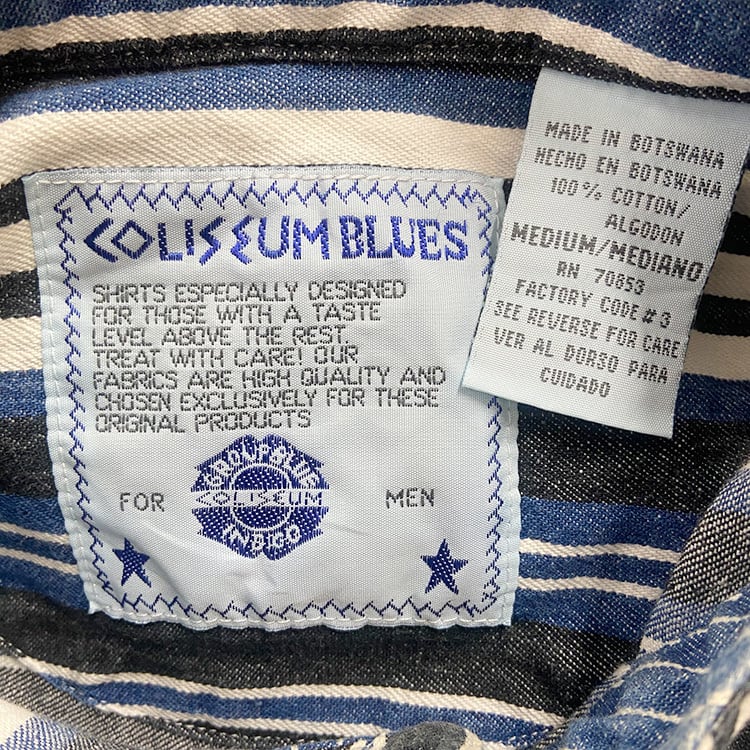 COLISEUM BLUES
SHIRTS ESPECIALLY DESIGNED
FOR THOSE WITH A TASTE
LEVEL ABOVE THE REST,
TREAT WITH CARE! OUR
FABRICS ARE HIGH QUALITY AND
CHOSEN EXCLUSIVELY FOR THESE
ORIGINAL PRODUCTS
FOR
COLISEUM
INDIGO
MEN
MADE IN BOTSWANA
HECHO EN BOTSWANA
100% COTTON/
ALGODON
MEDIUM/MEDIANO
RN 70853
FACTORY CODE # 3
SEE REVERSE FOR CARE
VER AL DORSO PARA
CUIDADO